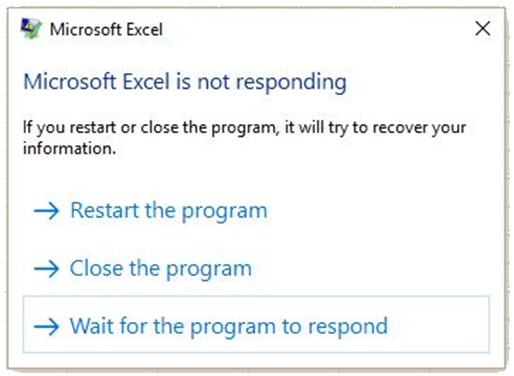 Microsoft Excel
Microsoft Excel is not responding
If you restart or close the program, it will try to recover your
information.
Restart the program
Close the program
Wait for the program to respond